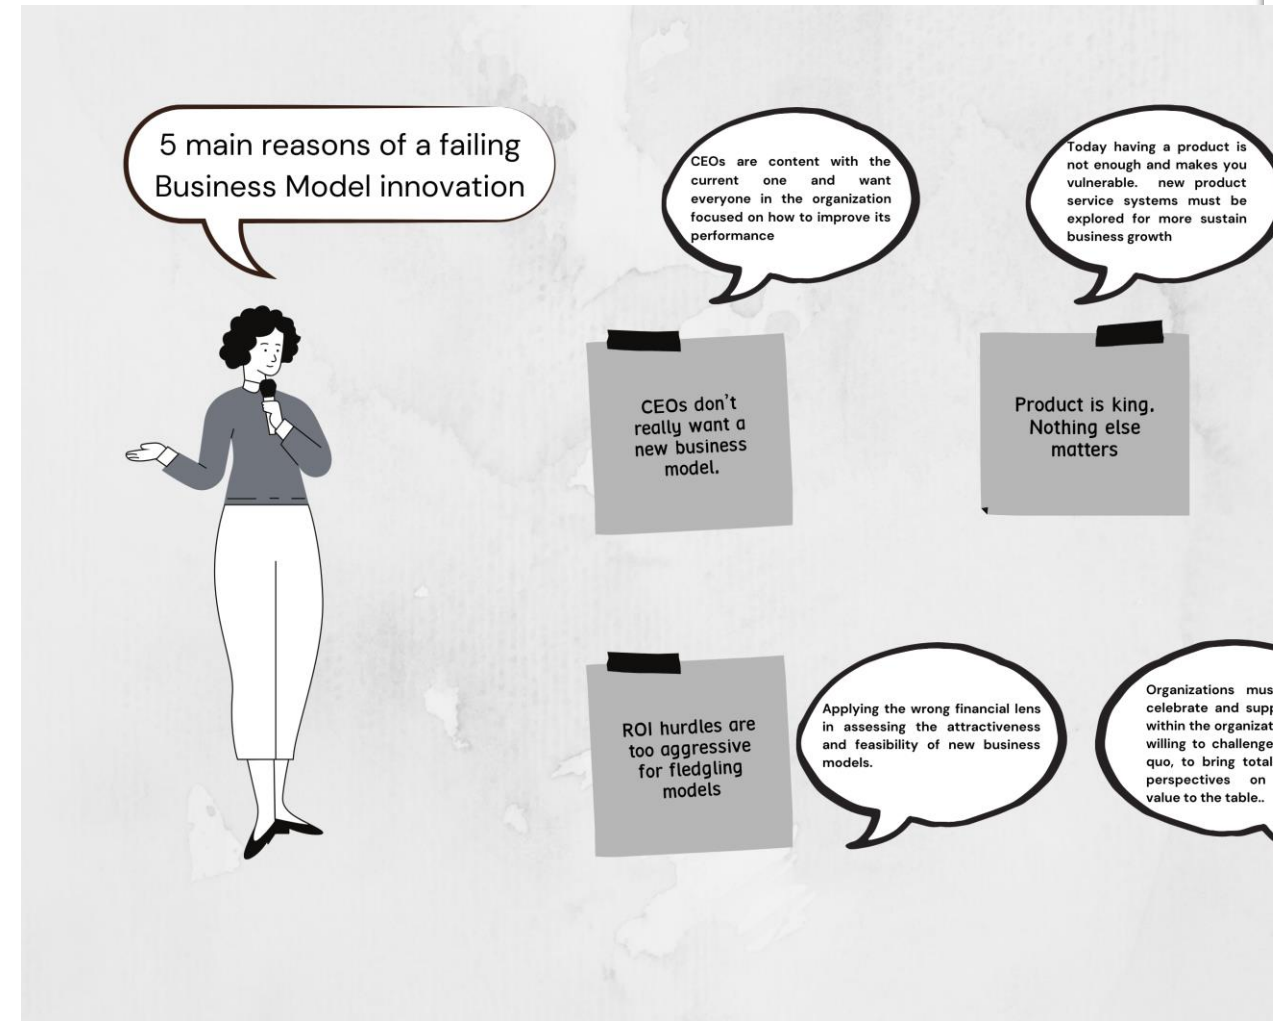 5 main reasons of a failing
Business Model innovation
CEOs are content with the
current one and want
everyone in the organization
focused on how to improve its
performance
Today having a product is
not enough and makes you
vulnerable. new product
service systems must be
explored for more sustain
business growth
CEOs don't
really want a
new business
model.
Product is king.
Nothing else
matters
ROI hurdles are
too aggressive
for fledgling
models
Applying the wrong financial lens
in assessing the attractiveness
and feasibility of new business
models.
Organizations
celebrate and
within the
willing to challenge
quo, to bring
perspectives on
value to the table..